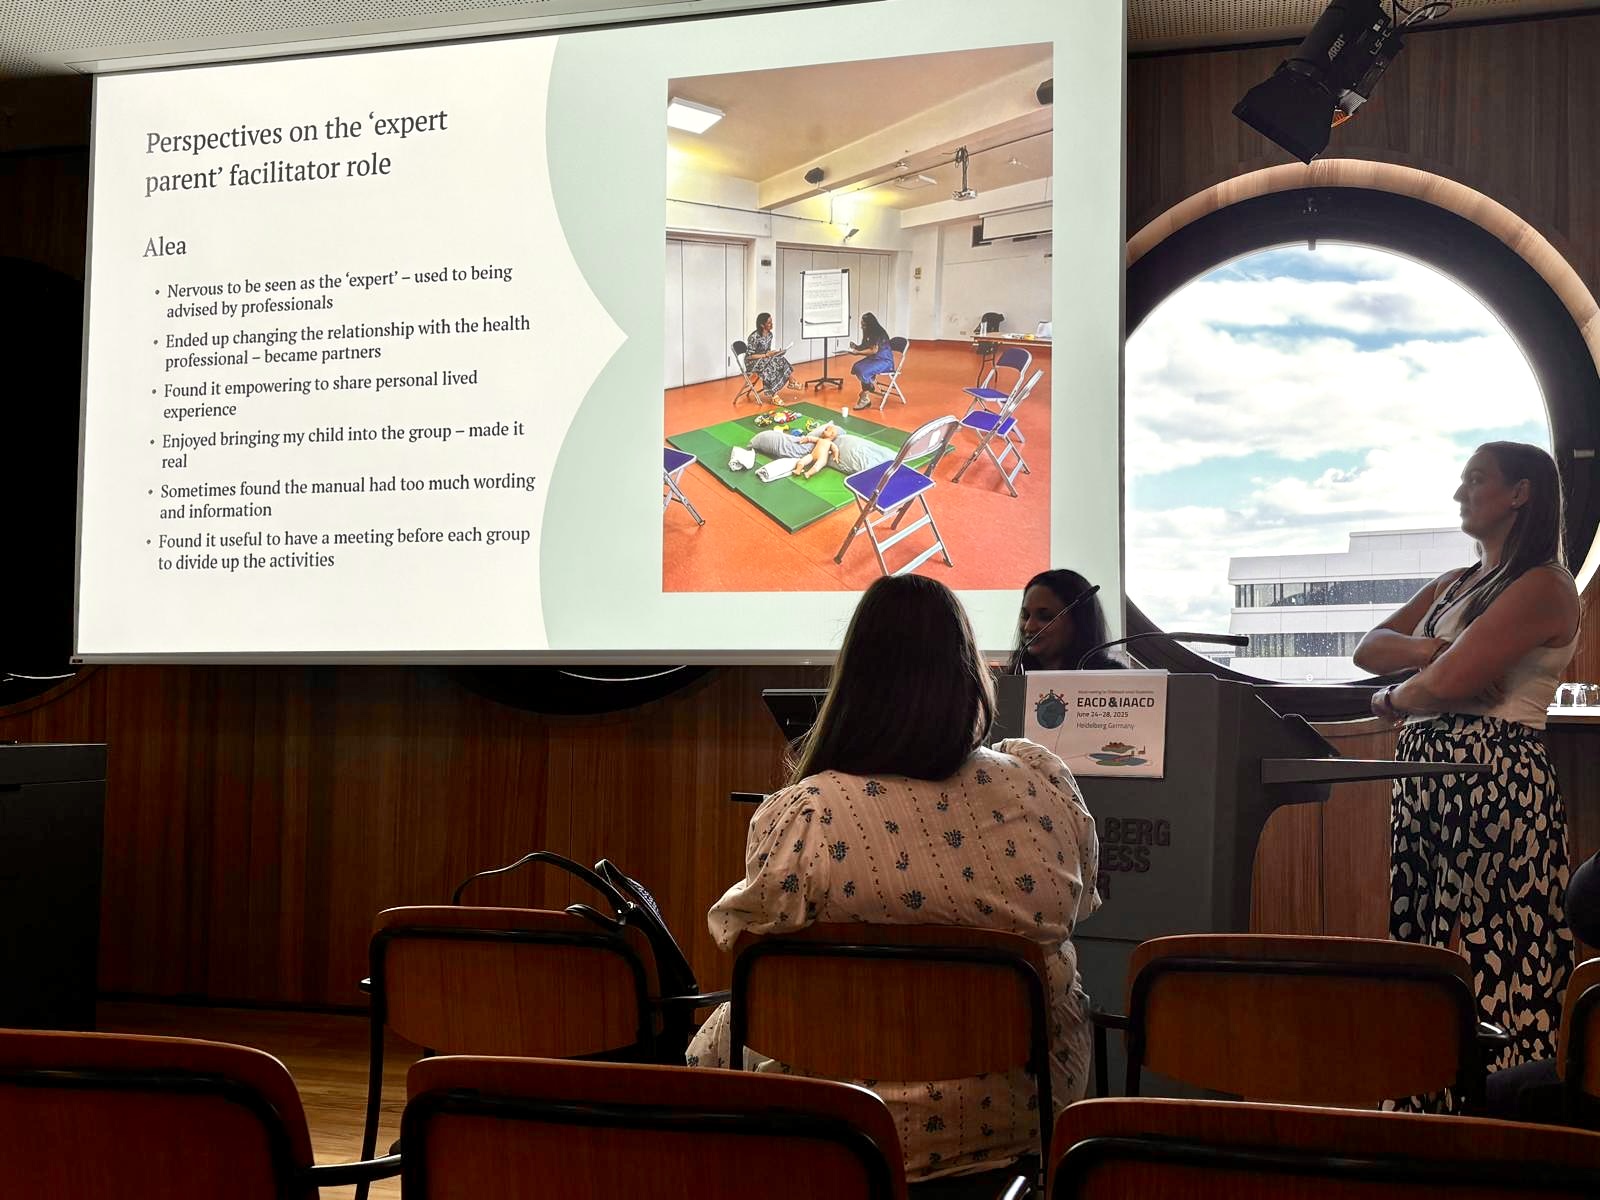 Perspectives on the ‘expert
parent’ facilitator role
Alea
• Nervous to be seen as the ‘expert’ – used to being
advised by professionals
• Ended up changing the relationship with the health
professional – became partners
• Found it empowering to share personal lived
experience
• Enjoyed bringing my child into the group – made it
real
• Sometimes found the manual had too much wording
and information
• Found it useful to have a meeting before each group
to divide up the activities
ARRI
EACD & IAACD
June 24–28, 2025
Heidelberg Germany
LBERG
ESS
R